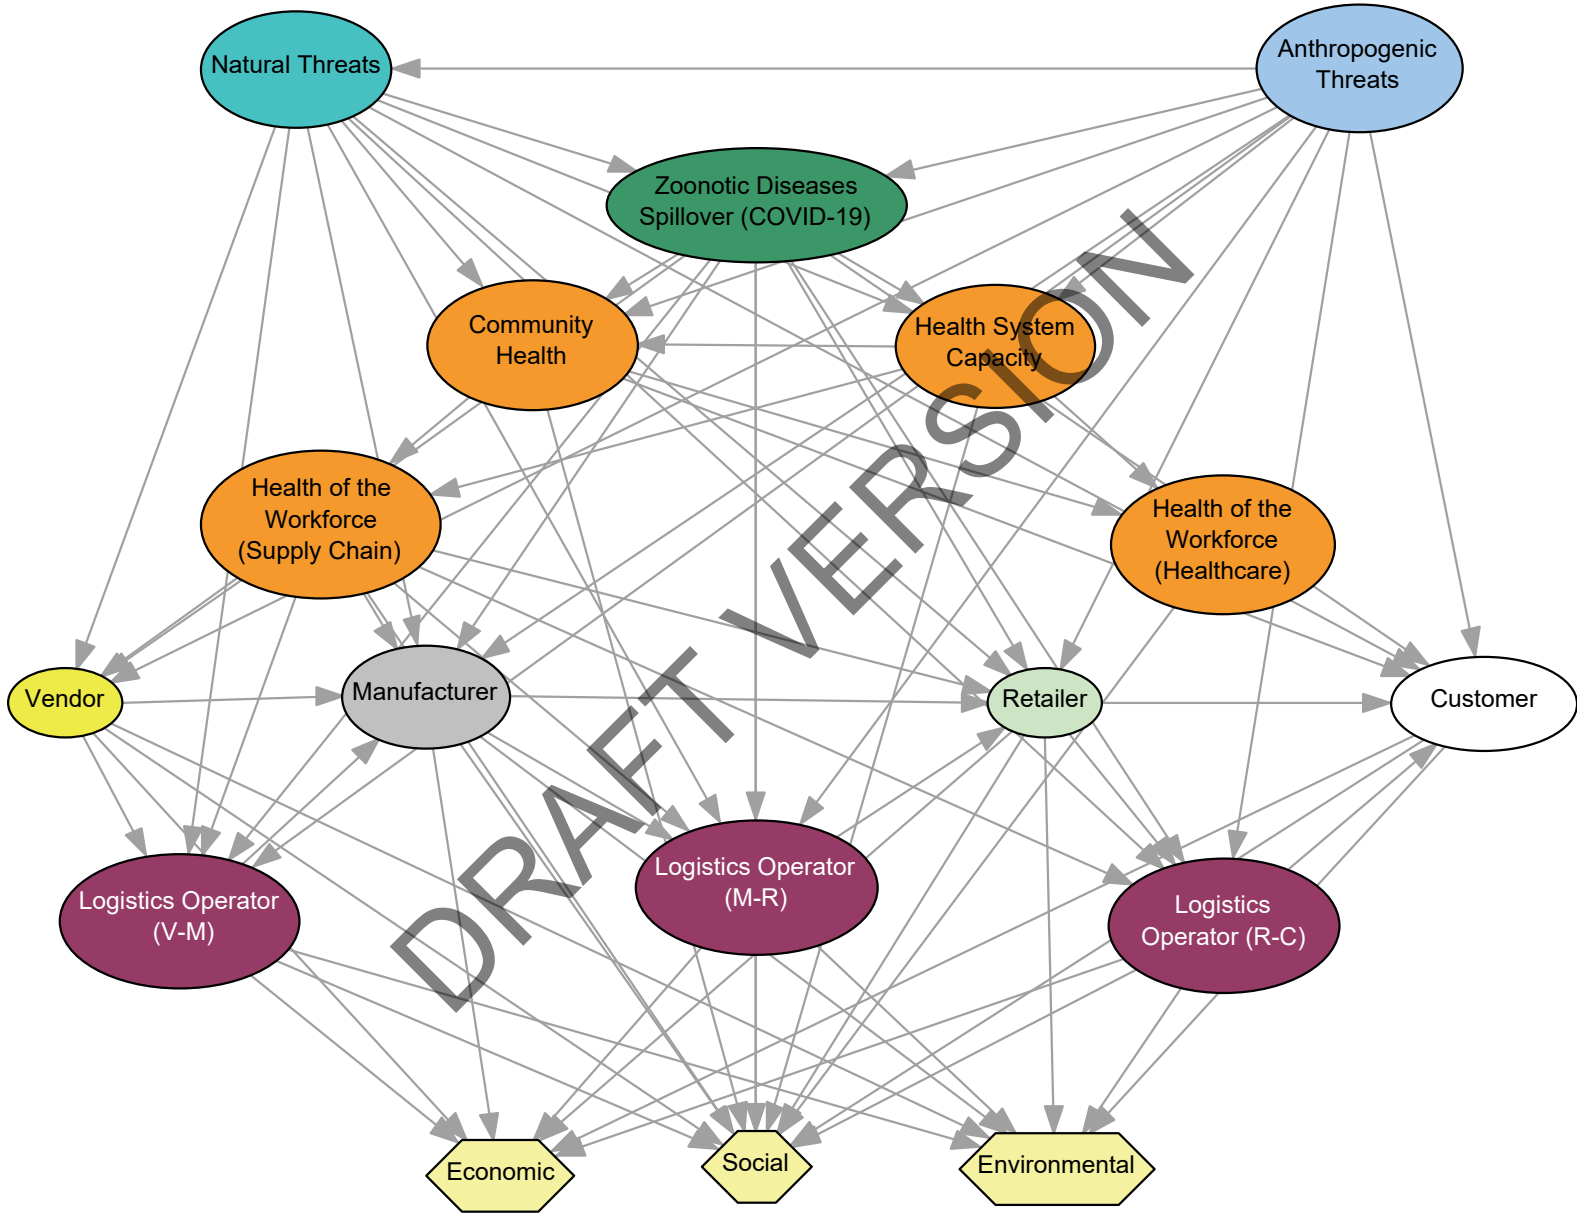 Natural Threats
Anthropogenic
Threats
Zoonotic Diseases
Spillover (COVID-19)
Community
Health
Health System
Capacity
Health of the
Workforce
(Supply Chain)
Health of the
Workforce
(Healthcare)
Vendor
Manufacturer
Retailer
Customer
Logistics Operator
(V-M)
Logistics Operator
(M-R)
Logistics
Operator (R-C)
Economic
Social
Environmental
DRAFT VERSION